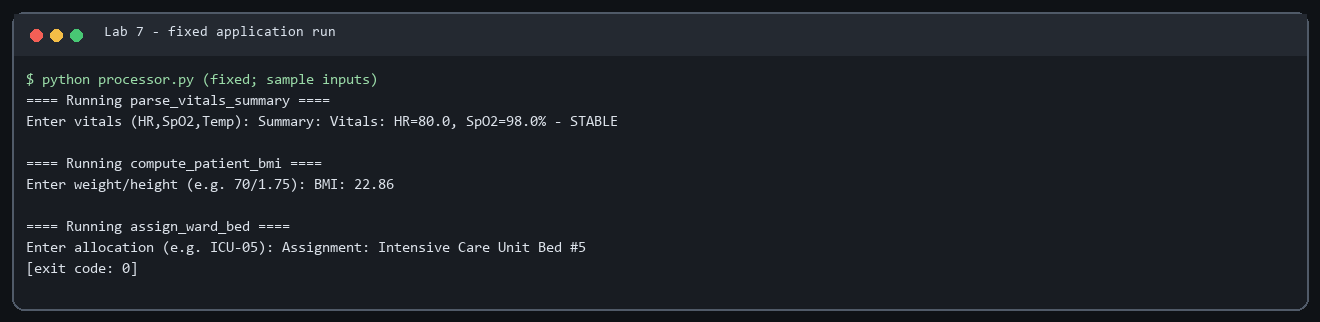 Lab 7 - fixed application run
$ python processor.py (fixed; sample inputs)
==== Running parse_vitals_summary ====
Enter vitals (HR,SpO2,Temp): Summary: Vitals: HR=80.0, SpO2=98.0% - STABLE
==== Running compute_patient_bmi ====
Enter weight/height (e.g. 70/1.75): BMI: 22.86
==== Running assign_ward_bed ====
Enter allocation (e.g. ICU-05): Assignment: Intensive Care Unit Bed #5
[exit code: 0]